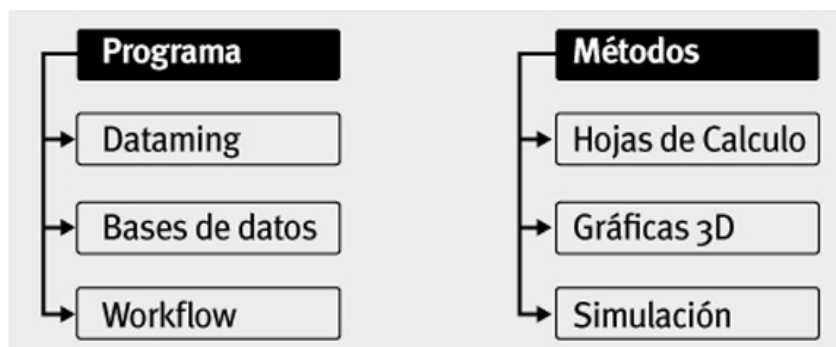 Programa
Dataming
Bases de datos
Workflow
Métodos
Hojas de Calculo
Gráficas 3D
Simulación